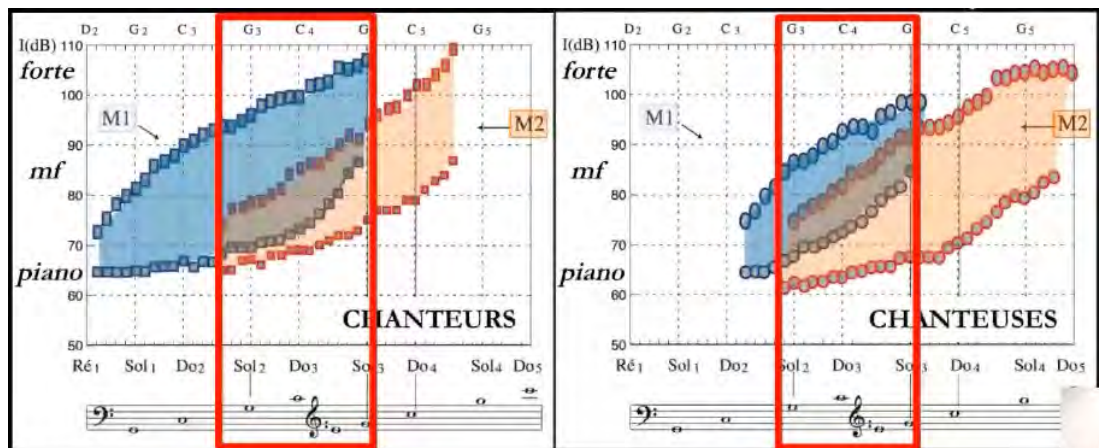 D2 G2 C3 G3 C4 G C5 G5
I(dB) 110
forte
100
M1
M2
90
mf
80
70
piano
60
CHANTEURS
50
Ré1 Sol1 Do2 Sol2 Do3 Sol3 Do4 Sol4 Do5
D2 G2 C3 G3 C4 G C5 G5
I(dB) 110
forte
100
M1
M2
90
mf
80
70
piano
60
CHANTEUSES
50
Ré1 Sol1 Do2 Sol2 Do3 So 3 Do4 Sol4 Do5